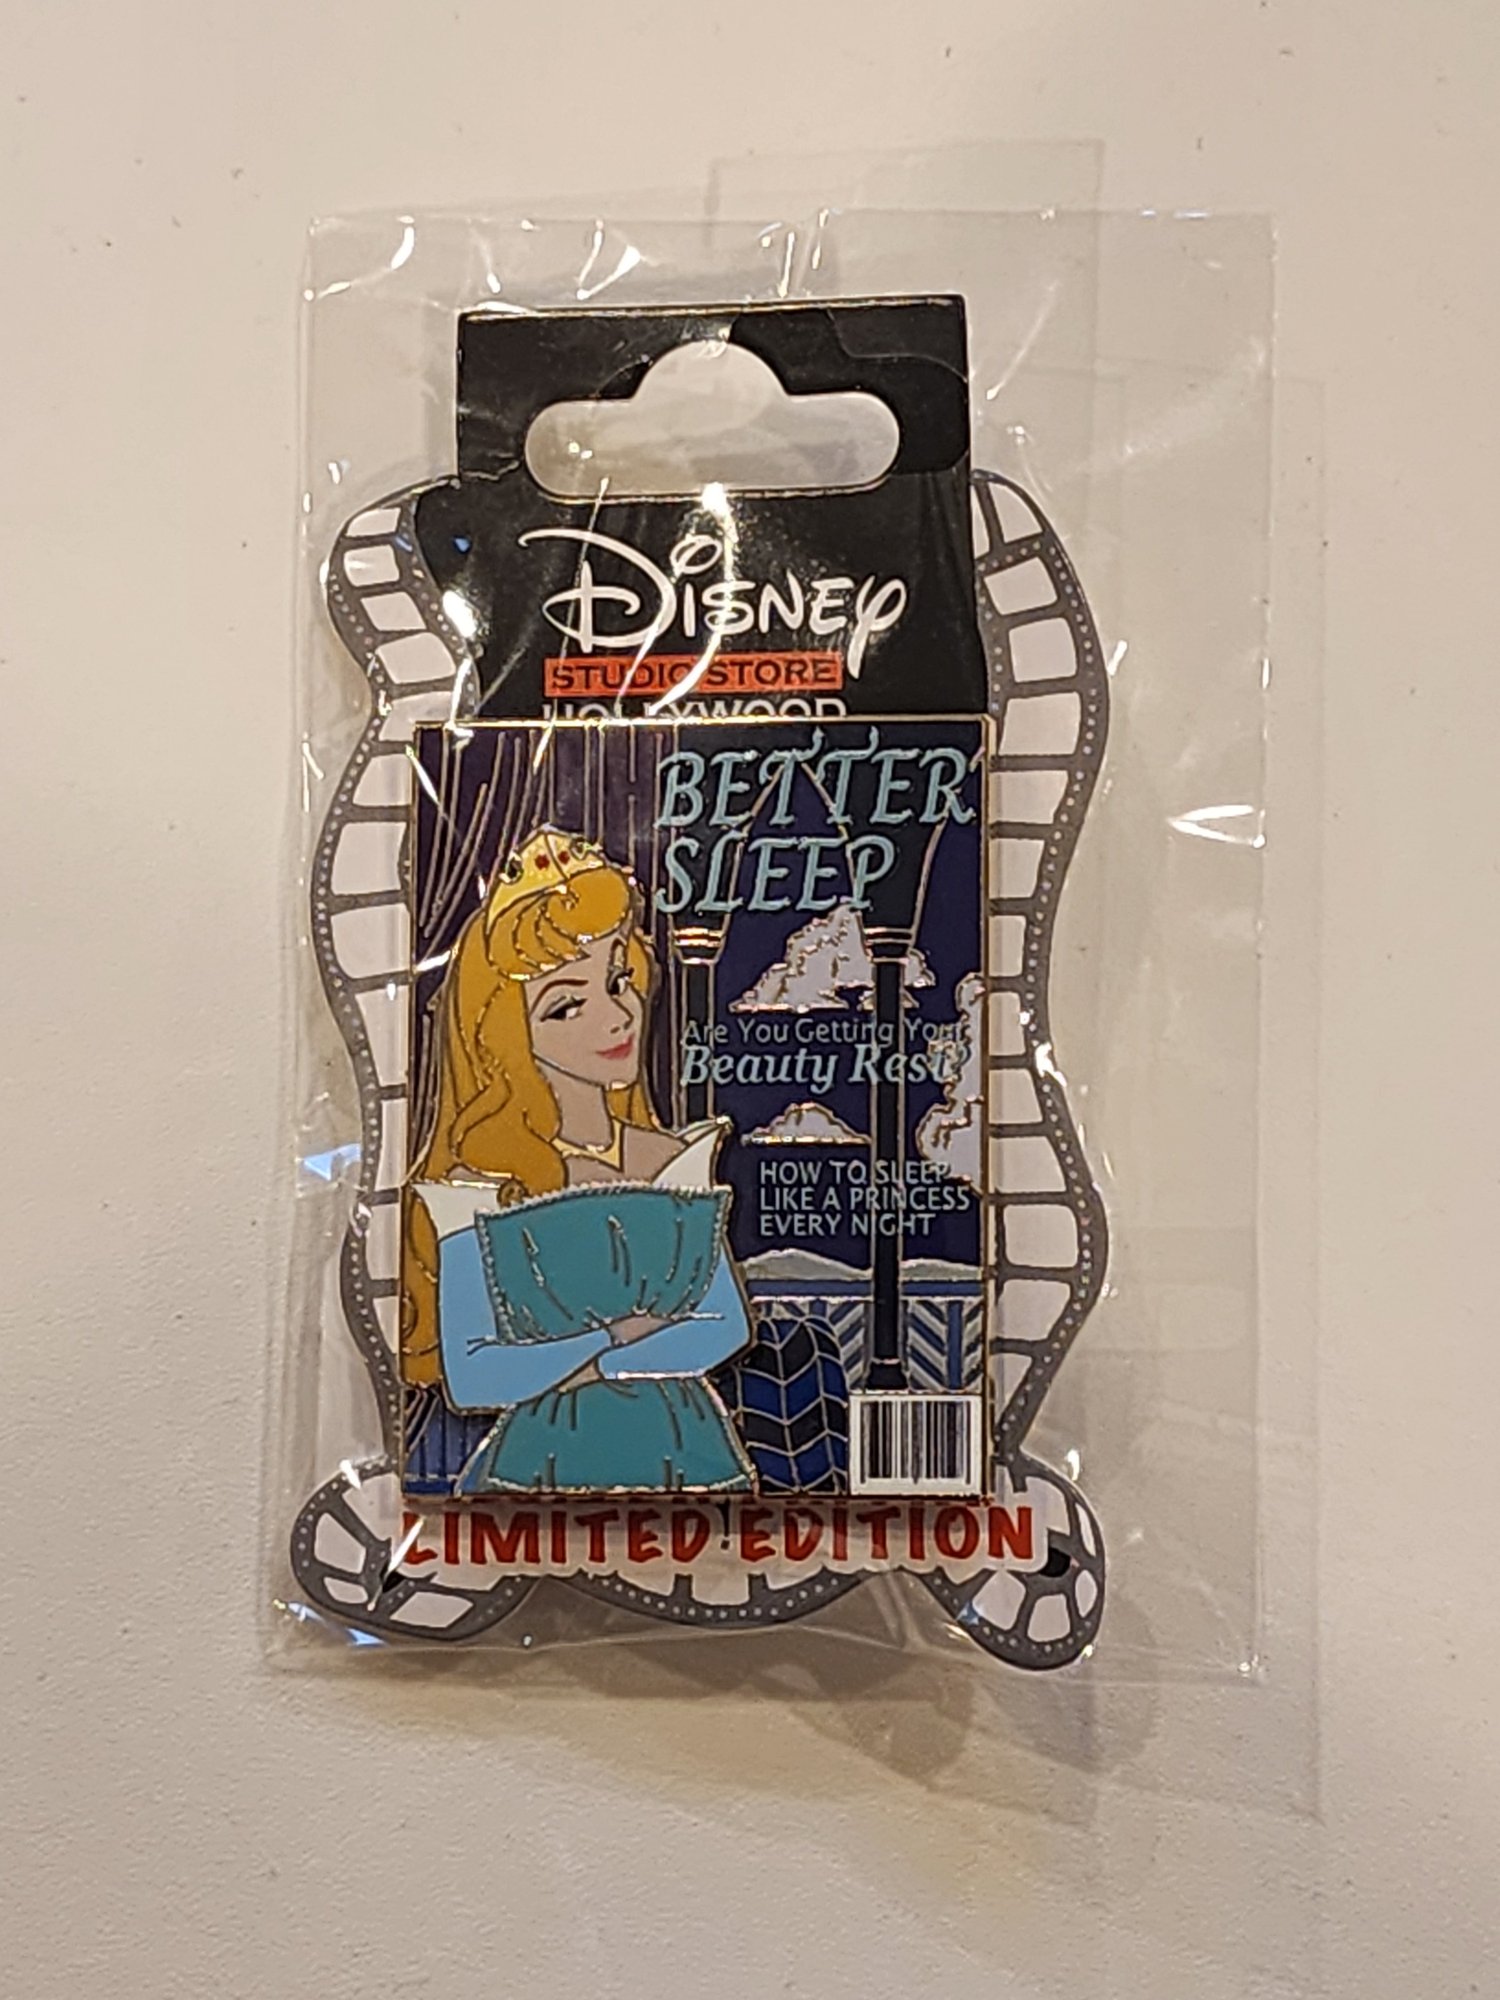 Disney
STUDIO STORE
HOLLYWOOD
BETTER
SLEEP
Are You Getting Your
Beauty Rest?
HOW TO SLEEP
LIKE A PRINCESS
EVERY NIGHT
LIMITED EDITION